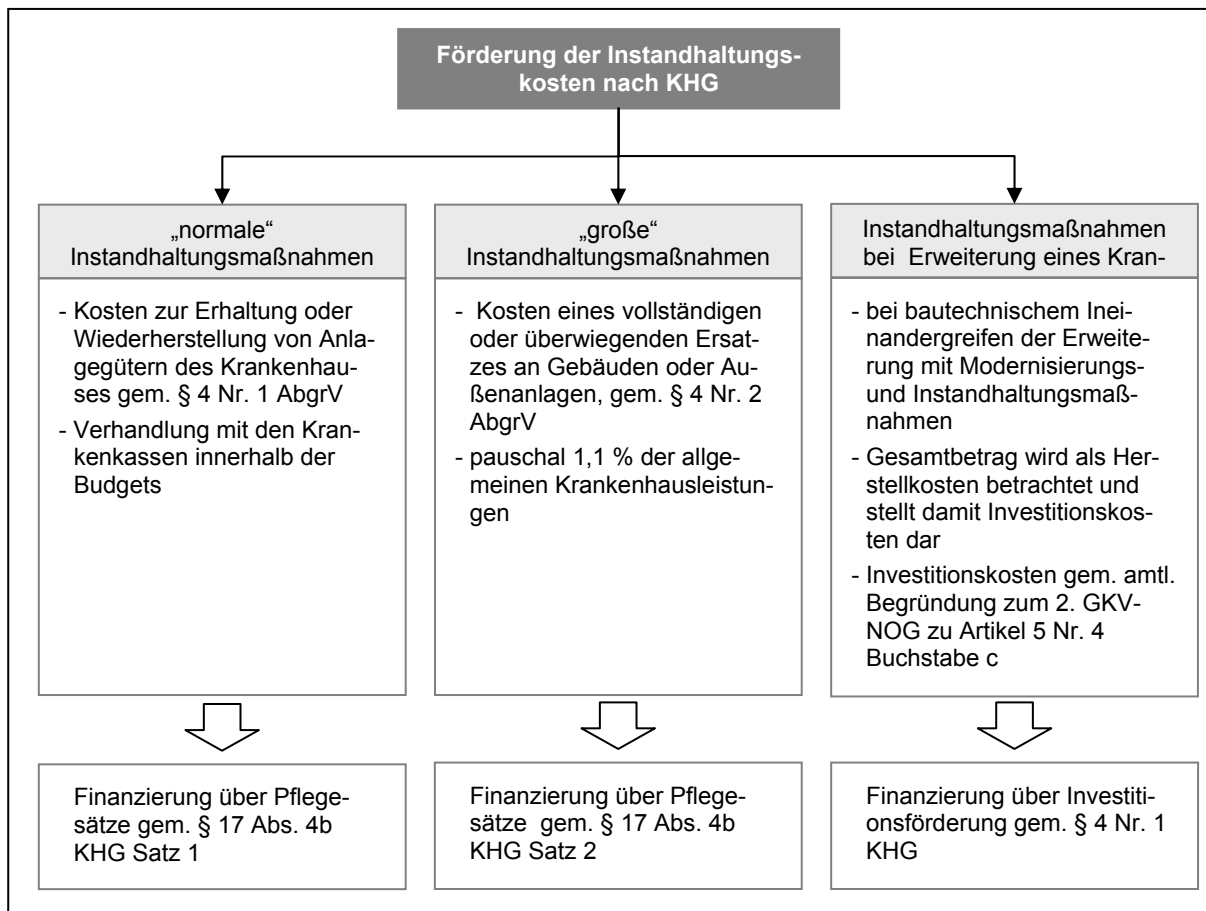 Förderung der Instandhaltungs-
kosten nach KHG
„normale“
Instandhaltungsmaßnahmen
- Kosten zur Erhaltung oder
Wiederherstellung von Anla-
gegütern des Krankenhau-
ses gem. § 4 Nr. 1 AbgrV
- Verhandlung mit den Kran-
kenkassen innerhalb der
Budgets
Finanzierung über Pflege-
sätze gem. § 17 Abs. 4b
KHG Satz 1
„große“
Instandhaltungsmaßnahmen
- Kosten eines vollständigen
oder überwiegenden Ersat-
zes an Gebäuden oder Au-
ßenanlagen, gem. § 4 Nr. 2
AbgrV
- pauschal 1,1 % der allge-
meinen Krankenhausleistun-
gen
Finanzierung über Pflege-
sätze gem. § 17 Abs. 4b
KHG Satz 2
Instandhaltungsmaßnahmen
bei Erweiterung eines Kran-
- bei bautechnischem Inei-
nandergreifen der Erweite-
rung mit Modernisierungs-
und Instandhaltungsmaß-
nahmen
- Gesamtbetrag wird als Her-
stellkosten betrachtet und
stellt damit Investitionskos-
ten dar
- Investitionskosten gem. amtl.
Begründung zum 2. GKV-
NOG zu Artikel 5 Nr. 4
Buchstabe c
Finanzierung über Investiti-
onsförderung gem. § 4 Nr. 1
KHG